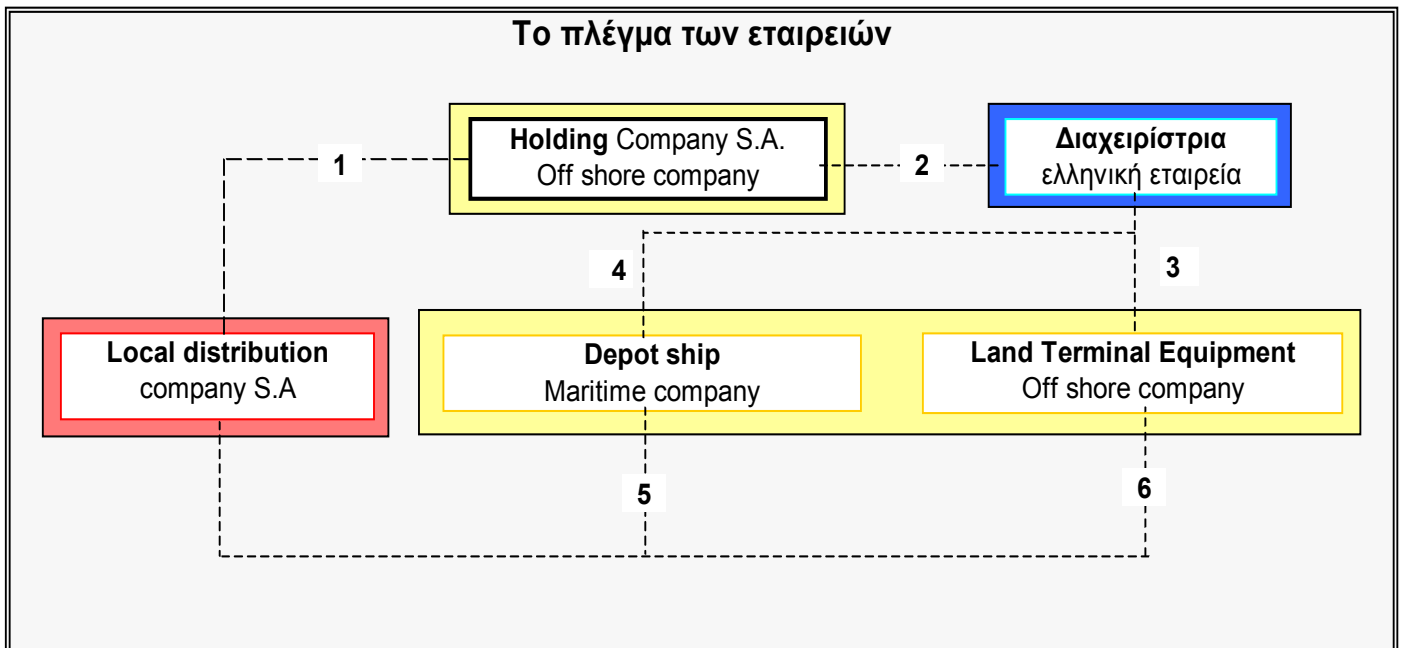 Το πλέγμα των εταιρειών
Holding Company S.A.
Off shore company
Διαχειρίστρια
ελληνική εταιρεία
1
2
4
3
Local distribution
company S.A
Depot ship
Maritime company
Land Terminal Equipment
Off shore company
5
6